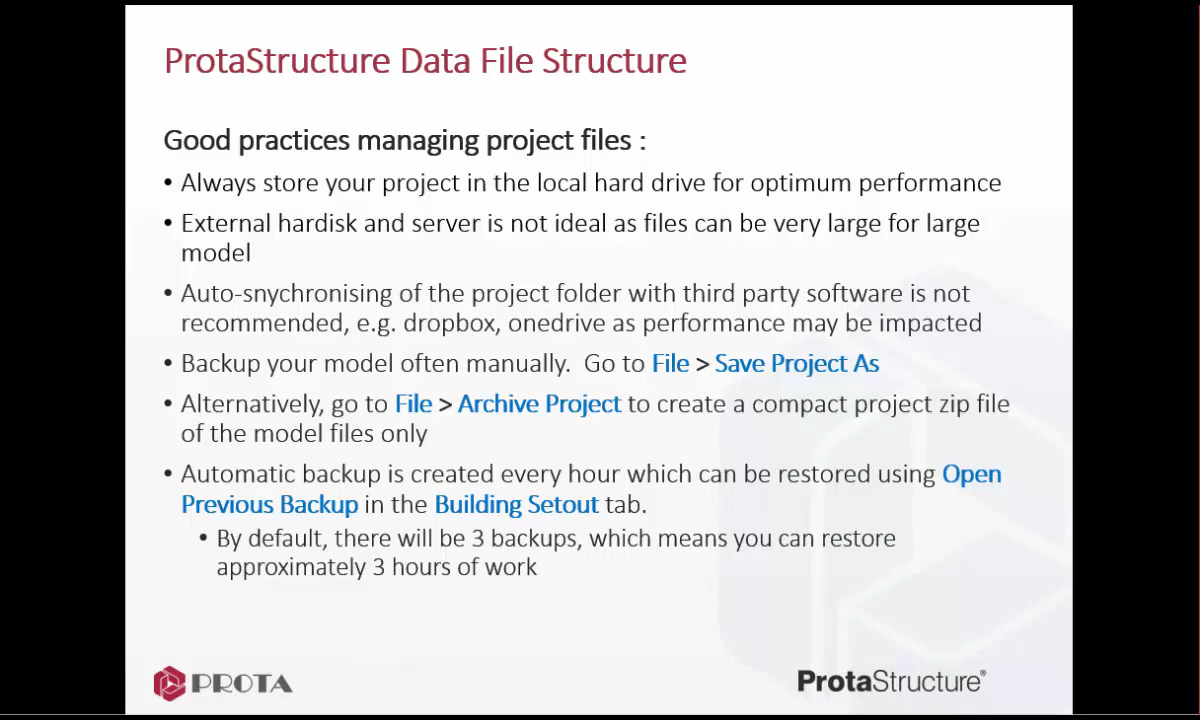 ProtaStructure Data File Structure
Good practices managing project files :
• Always store your project in the local hard drive for optimum performance
• External hardisk and server is not ideal as files can be very large for large
model
• Auto-snychronising of the project folder with third party software is not
recommended, e.g. dropbox, onedrive as performance may be impacted
• Backup your model often manually.  Go to File > Save Project As
• Alternatively, go to File > Archive Project to create a compact project zip file
of the model files only
• Automatic backup is created every hour which can be restored using Open
Previous Backup in the Building Setout tab.
• By default, there will be 3 backups, which means you can restore
approximately 3 hours of work
PROTA
ProtaStructure®